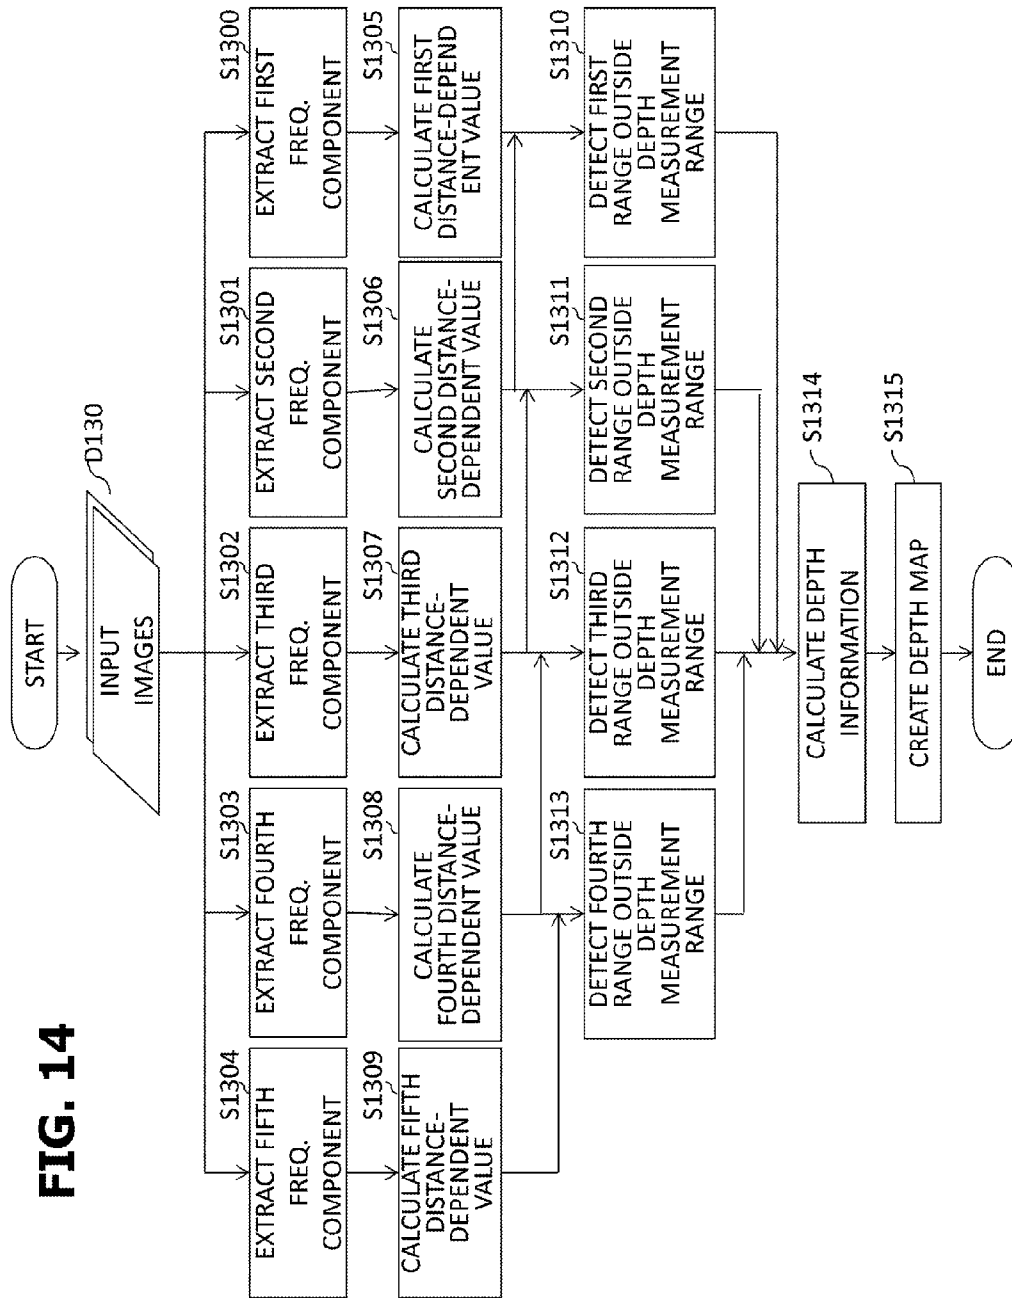 FIG. 14
START
INPUT
IMAGES
D130
EXTRACT FIFTH
FREQ.
COMPONENT
S1304
EXTRACT FOURTH
FREQ.
COMPONENT
S1303
EXTRACT THIRD
FREQ.
COMPONENT
S1302
EXTRACT SECOND
FREQ.
COMPONENT
S1301
EXTRACT FIRST
FREQ.
COMPONENT
S1300
CALCULATE FIFTH
DISTANCE-
DEPENDENT
VALUE
S1309
CALCULATE
FOURTH DISTANCE-
DEPENDENT VALUE
S1308
CALCULATE THIRD
DISTANCE-
DEPENDENT
VALUE
S1307
CALCULATE
SECOND DISTANCE-
DEPENDENT VALUE
S1306
CALCULATE FIRST
DISTANCE-DEPEND
ENT VALUE
S1305
DETECT FOURTH
RANGE OUTSIDE
DEPTH
MEASUREMENT
RANGE
S1313
DETECT THIRD
RANGE OUTSIDE
DEPTH
MEASUREMENT
RANGE
S1312
DETECT SECOND
RANGE OUTSIDE
DEPTH
MEASUREMENT
RANGE
S1311
DETECT FIRST
RANGE OUTSIDE
DEPTH
MEASUREMENT
RANGE
S1310
CALCULATE DEPTH
INFORMATION
S1314
CREATE DEPTH MAP
S1315
END